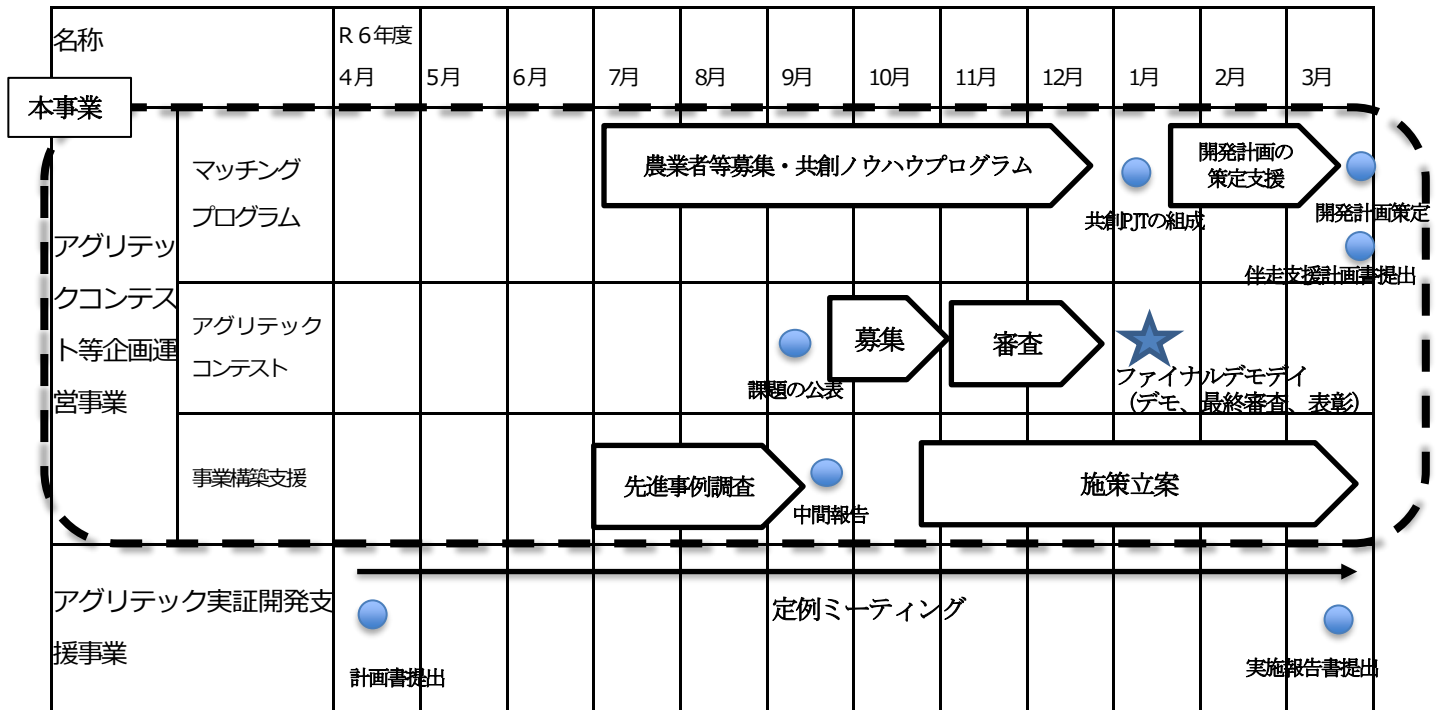 名称
R 6年度
4月
5月
6月
7月
8月
9月
10月
11月
12月
1月
2月
3月
本事業
アグリテッ
クコンテス
ト等企画運
営事業
マッチング
プログラム
農業者等募集・共創ノウハウプログラム
共創PJTの組成
開発計画の
策定支援
開発計画策定
伴走支援計画書提出
アグリテック
コンテスト
課題の公表
募集
審査
ファイナルデモデイ
（デモ、最終審査、表彰）
事業構築支援
先進事例調査
中間報告
施策立案
アグリテック実証開発支
援事業
計画書提出
定例ミーティング
実施報告書提出